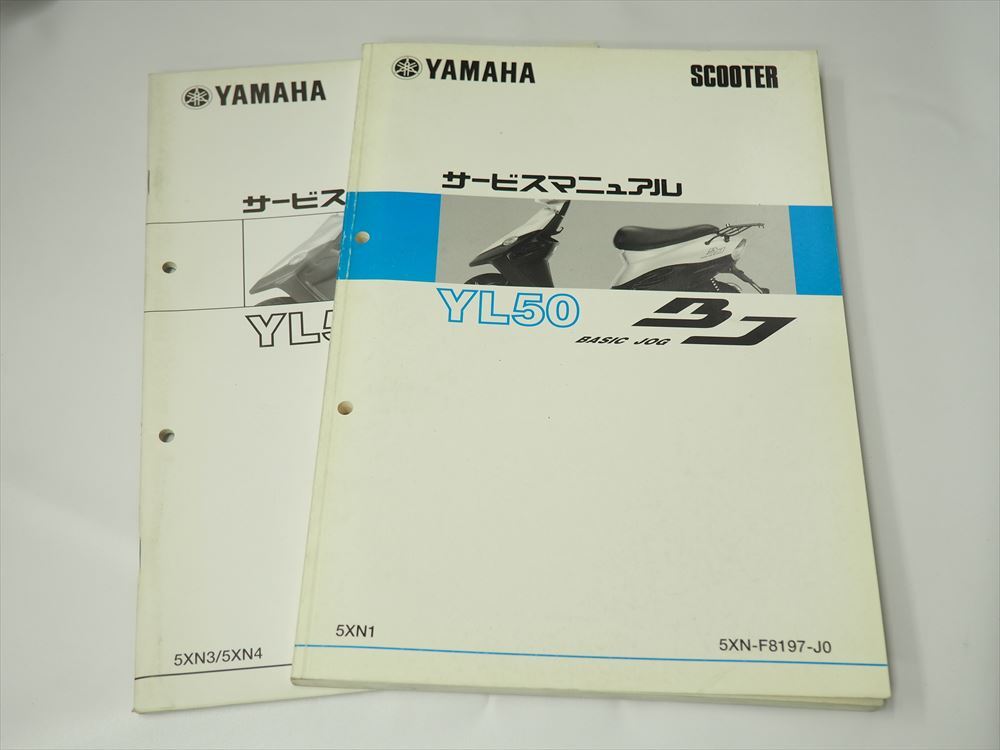 YAMAHA
サービス
YL5
5XN3/5XN4
YAMAHA SCOOTER
サービスマニュアル
YL50 BJ
BASIC JOG
5XN1 5XN-F8197-J0